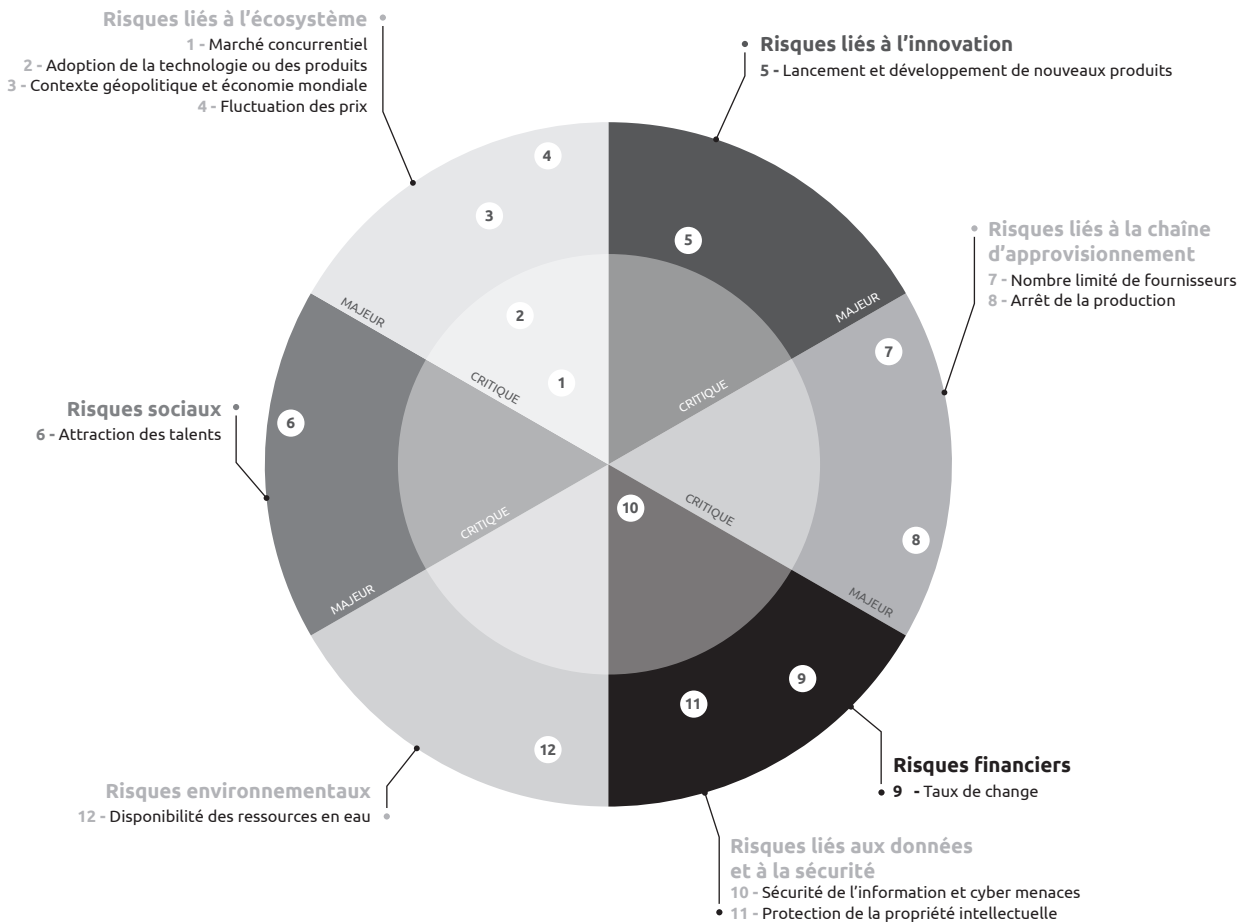 Risques liés à l’écosystème
1 - Marché concurrentiel
2 - Adoption de la technologie ou des produits
3 - Contexte géopolitique et économie mondiale
4 - Fluctuation des prix
Risques liés à l’innovation
5 - Lancement et développement de nouveaux produits
4
3
5
Risques liés à la chaîne
d’approvisionnement
7 - Nombre limité de fournisseurs
8 - Arrêt de la production
MAJEUR
MAJEUR
2
7
CRITIQUE
1
CRITIQUE
Risques sociaux
6 - Attraction des talents
6
10
CRITIQUE
CRITIQUE
8
MAJEUR
MAJEUR
9
11
12
Risques environnementaux
12 - Disponibilité des ressources en eau
Risques financiers
9 - Taux de change
Risques liés aux données
et à la sécurité
10 - Sécurité de l’information et cyber menaces
11 - Protection de la propriété intellectuelle